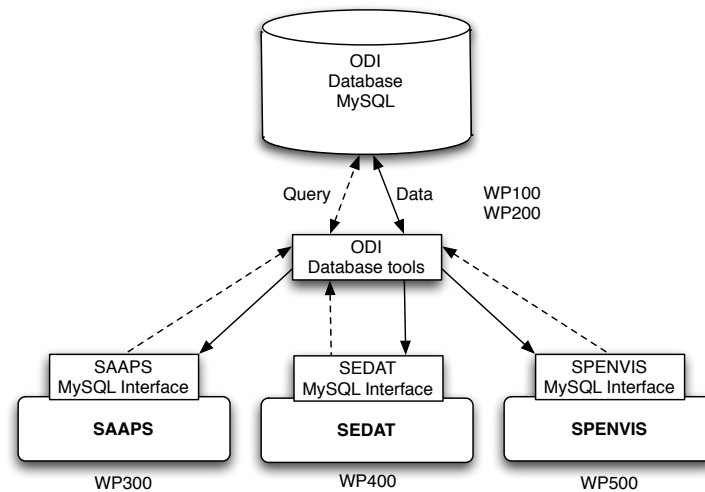 ODI
Database
MySQL
Query
Data
WP100
WP200
ODI
Database tools
SAAPS
MySQL Interface
SEDAT
MySQL Interface
SPENVIS
MySQL Interface
SAAPS
SEDAT
SPENVIS
WP300
WP400
WP500